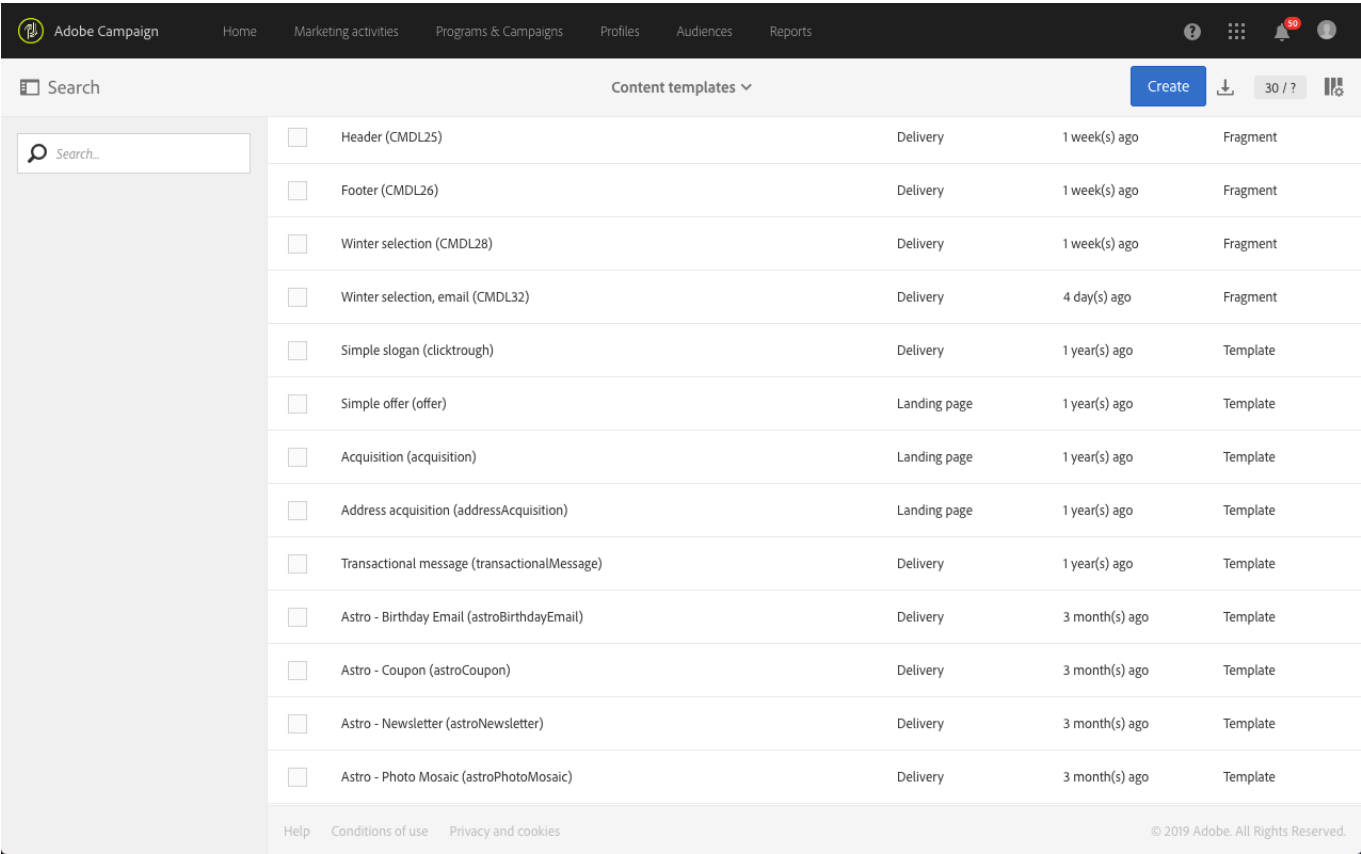 Adobe Campaign Home Marketing activities Programs & Campaigns Profiles Audiences Reports 50
Search Content templates Create 30 / ?
Search...
Header (CMDL25) Delivery 1 week(s) ago Fragment
Footer (CMDL26) Delivery 1 week(s) ago Fragment
Winter selection (CMDL28) Delivery 1 week(s) ago Fragment
Winter selection, email (CMDL32) Delivery 4 day(s) ago Fragment
Simple slogan (clicktrough) Delivery 1 year(s) ago Template
Simple offer (offer) Landing page 1 year(s) ago Template
Acquisition (acquisition) Landing page 1 year(s) ago Template
Address acquisition (addressAcquisition) Landing page 1 year(s) ago Template
Transactional message (transactionalMessage) Delivery 1 year(s) ago Template
Astro - Birthday Email (astroBirthdayEmail) Delivery 3 month(s) ago Template
Astro - Coupon (astroCoupon) Delivery 3 month(s) ago Template
Astro - Newsletter (astroNewsletter) Delivery 3 month(s) ago Template
Astro - Photo Mosaic (astroPhotoMosaic) Delivery 3 month(s) ago Template
Help Conditions of use Privacy and cookies © 2019 Adobe. All Rights Reserved.